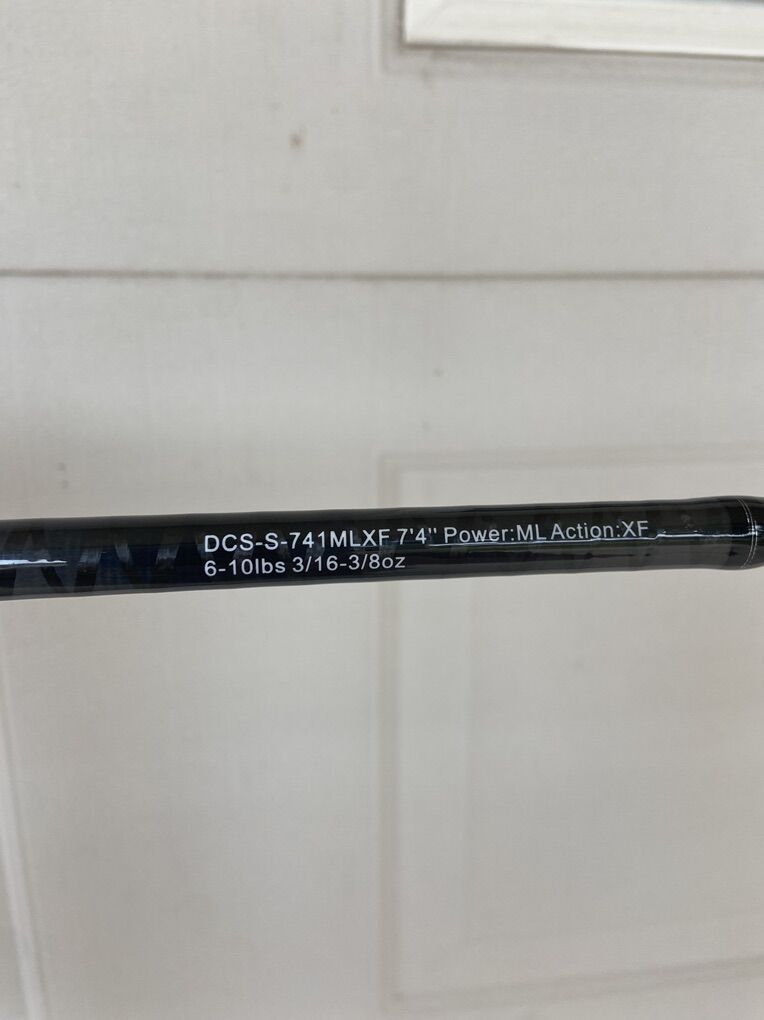 DCS-S-741MLXF 7'4'' Power:ML Action:XF
6-10lbs 3/16-3/8oz